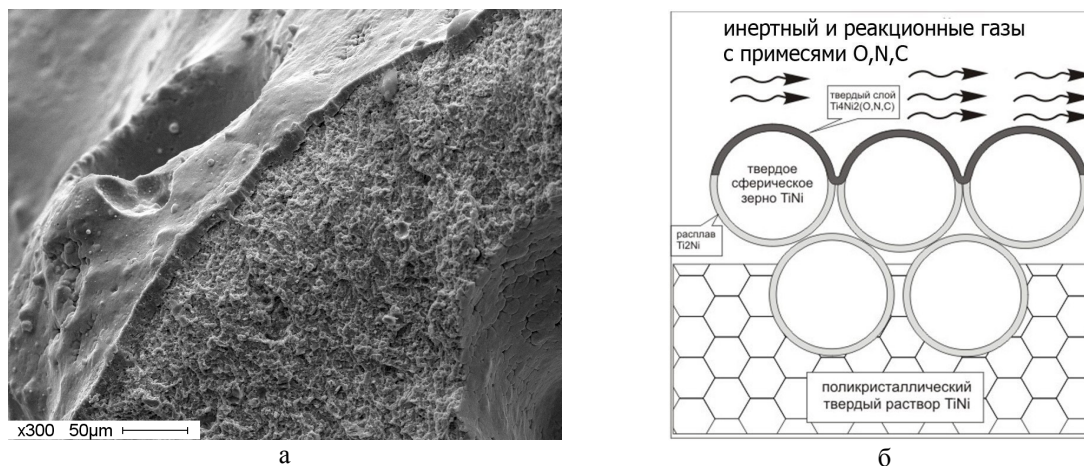 инертный и реакционные газы
с примесями O,N,C
твердый слой
Ti4Ni2(O,N,C)
твердое
сферическое
зерно TiNi
расплав
Ti2Ni
поликристаллический
твердый раствор TiNi
x300 50µm
а
б